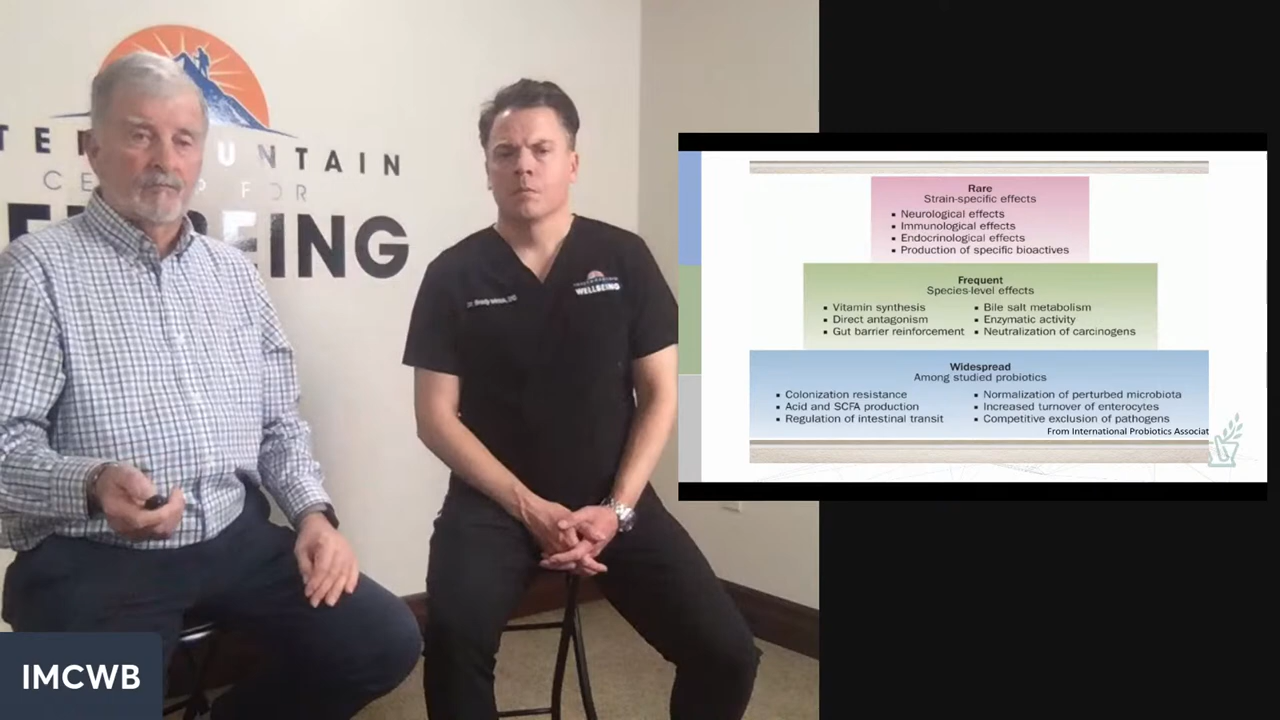 UNTAIN
CE
F
R
EING
WELLBEING
IMCWB
Rare
Strain-specific effects
▪ Neurological effects
▪ Immunological effects
▪ Endocrinological effects
▪ Production of specific bioactives
Frequent
Species-level effects
▪ Vitamin synthesis
▪ Direct antagonism
▪ Gut barrier reinforcement
▪ Bile salt metabolism
▪ Enzymatic activity
▪ Neutralization of carcinogens
Widespread
Among studied probiotics
▪ Colonization resistance
▪ Acid and SCFA production
▪ Regulation of intestinal transit
▪ Normalization of perturbed microbiota
▪ Increased turnover of enterocytes
▪ Competitive exclusion of pathogens
From International Probiotics Associat